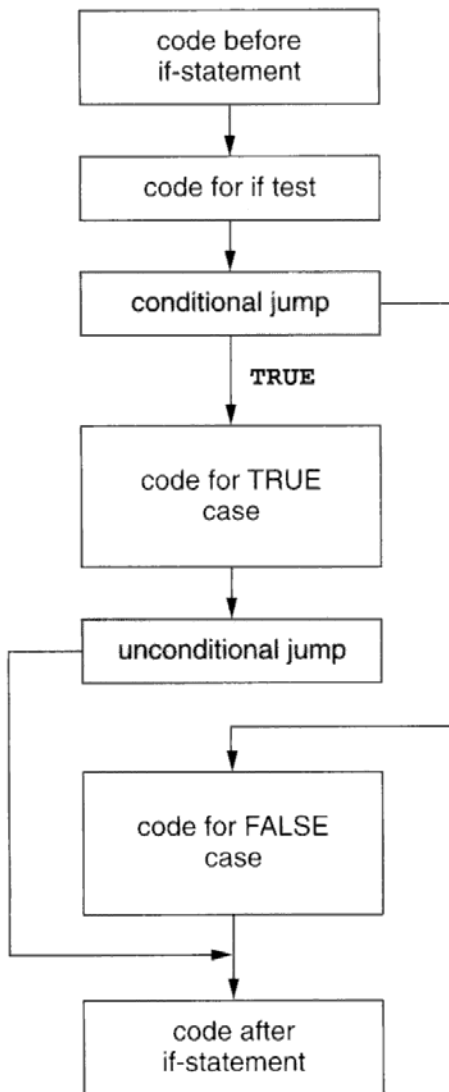 code before
if-statement
code for if test
conditional jump
TRUE
code for TRUE
case
unconditional jump
code for FALSE
case
code after
if-statement